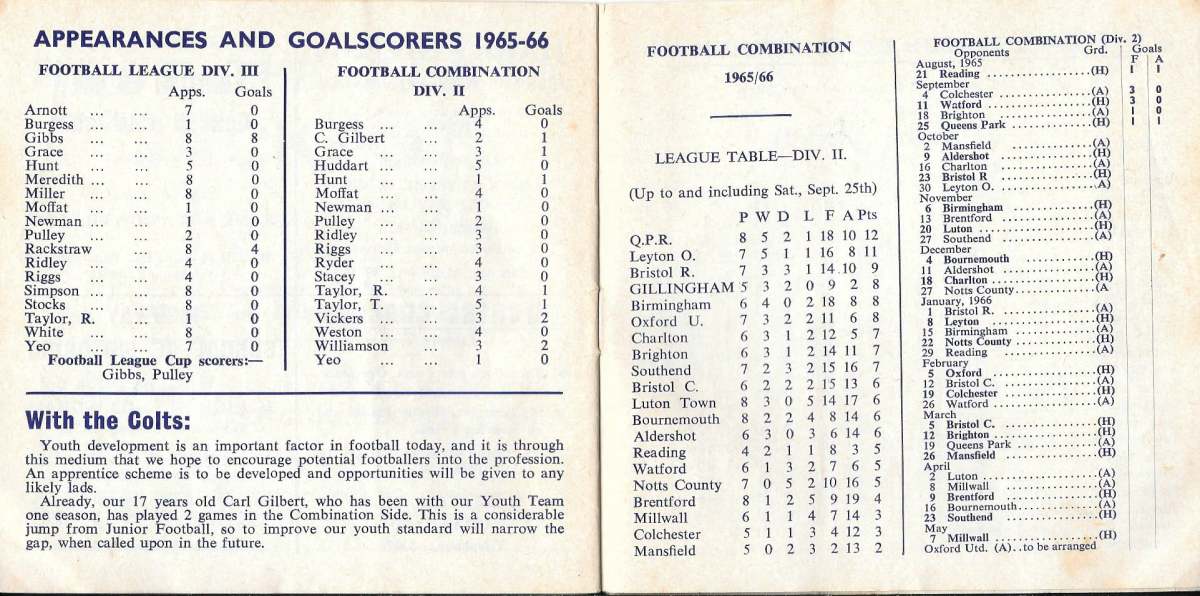 APPEARANCES AND GOALSCORERS 1965-66
FOOTBALL LEAGUE DIV. III
Apps. Goals
Arnott 7 0
Burgess ... ... 1 0
Gibbs ... ... 8 8
Grace ... ... 3 0
Hunt ... ... 5 0
Meredith ... ... 8 0
Miller ... ... 8 0
Moffat ... ... 1 0
Newman ... ... 1 0
Pulley ... ... 2 0
Rackstraw 8 4
Ridley ... ... 4 0
Riggs ... ... 4 0
Simpson ... ... 8 0
Stocks ... ... 8 0
Taylor, R. ... 1 0
White ... ... 8 0
Yeo ... ... 7 0
Football League Cup scorers:—
Gibbs, Pulley
FOOTBALL COMBINATION
DIV. II
Apps. Goals
Burgess ... ... 4 0
C. Gilbert ... 2 1
Grace ... ... 3 1
Huddart ... ... 5 0
Hunt ... ... 1 1
Moffat ... ... 4 0
Newman ... ... 1 0
Pulley ... ... 2 0
Ridley ... ... 3 0
Riggs ... ... 3 0
Ryder ... ... 4 0
Stacey ... ... 3 0
Taylor, R. ... 4 1
Taylor, T. ... 5 1
Vickers ... ... 3 2
Weston ... ... 4 0
Williamson ... 3 2
Yeo ... ... 1 0
With the Colts:
Youth development is an important factor in football today, and it is through
this medium that we hope to encourage potential footballers into the profession.
An apprentice scheme is to be developed and opportunities will be given to any
likely lads.
Already, our 17 years old Carl Gilbert, who has been with our Youth Team
one season, has played 2 games in the Combination Side. This is a considerable
jump from Junior Football, so to improve our youth standard will narrow the
gap, when called upon in the future.
FOOTBALL COMBINATION
1965/66
LEAGUE TABLE—DIV. II.
(Up to and including Sat., Sept. 25th)
P W D L F A Pts
Q.P.R. 8 5 2 1 18 10 12
Leyton O. 7 5 1 1 16 8 11
Bristol R. 7 3 3 1 14 10 9
GILLINGHAM 5 3 2 0 9 2 8
Birmingham 6 4 0 2 18 8 8
Oxford U. 7 3 2 2 11 6 8
Charlton 6 3 1 2 12 5 7
Brighton 6 3 1 2 14 11 7
Southend 7 2 3 2 15 16 7
Bristol C. 6 2 2 2 15 13 6
Luton Town 8 3 0 5 14 17 6
Bournemouth 8 2 2 4 8 14 6
Aldershot 6 3 0 3 6 14 6
Reading 4 2 1 1 8 3 5
Watford 6 1 3 2 7 6 5
Notts County 7 0 5 2 10 16 5
Brentford 8 1 2 5 9 19 4
Millwall 6 1 1 4 7 14 3
Colchester 5 1 1 3 4 12 3
Mansfield 5 0 2 3 2 13 2
FOOTBALL COMBINATION (Div. 2)
Opponents Grd. Goals
F A
August, 1965
21 Reading (H) 1 1
September
4 Colchester (A) 3 0
11 Watford (H) 3 0
18 Brighton (A) 1 0
25 Queens Park (H) 1 1
October
2 Mansfield (A)
9 Aldershot (H)
16 Charlton (A)
23 Bristol R (H)
30 Leyton O. A)
November
6 Birmingham (H)
13 Brentford (A)
20 Luton (H)
27 Southend (A)
December
4 Bournemouth (H)
11 Aldershot (A)
18 Charlton (H)
27 Notts County (A
January, 1966
1 Bristol R. (A)
8 Leyton (H)
15 Birmingham (A)
22 Notts County (H)
29 Reading (A)
February
5 Oxford (H)
12 Bristol C. (A)
19 Colchester (H)
26 Watford (A)
March
5 Bristol C. (H)
12 Brighton (H)
19 Queens Park (A)
26 Mansfield (H)
April
2 Luton (A)
8 Millwall (A)
9 Brentford (H)
16 Bournemouth (A)
23 Southend (H)
May
7 Millwall (H)
Oxford Utd. (A)..to be arranged